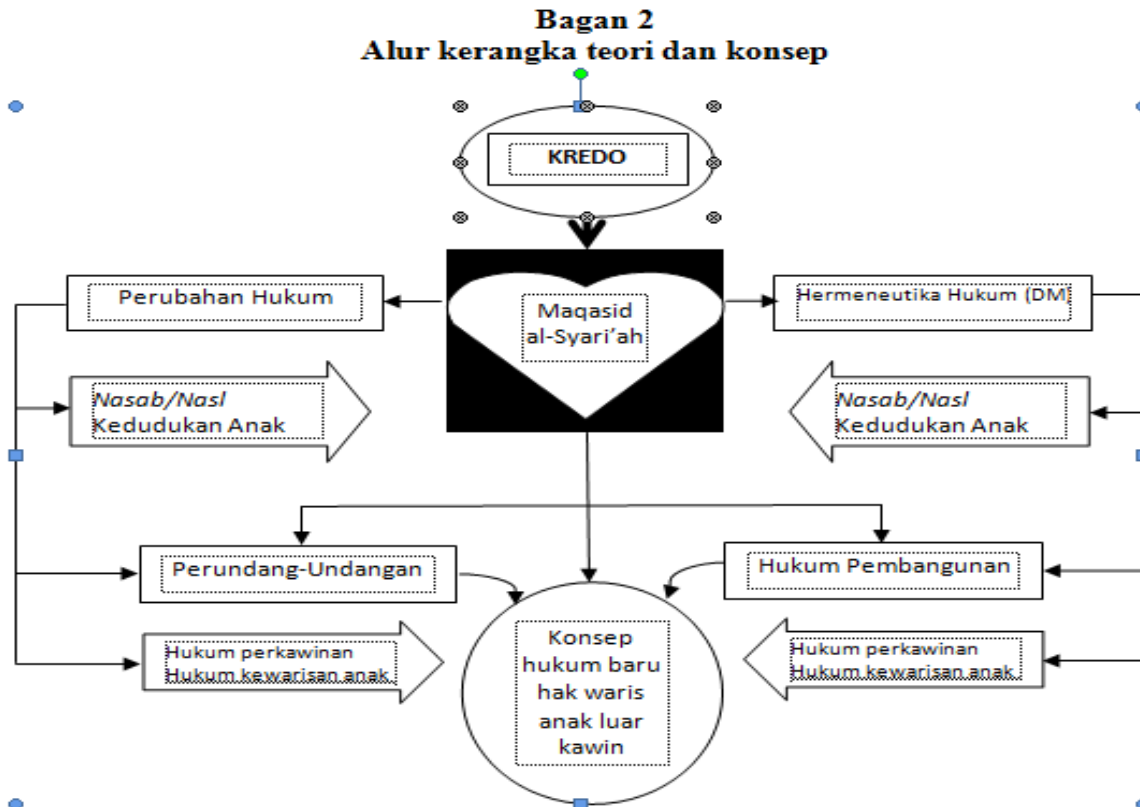 Bagan 2
Alur kerangka teori dan konsep
KREDO
Maqasid
al-Syari'ah
Perubahan Hukum
Hermeneutika Hukum (DM)
Nasab/Nasl
Kedudukan Anak
Nasab/Nasl
Kedudukan Anak
Perundang-Undangan
Hukum Pembangunan
Hukum perkawinan
Hukum kewarisan anak
Konsep
hukum baru
hak waris
anak luar
kawin
Hukum perkawinan
Hukum kewarisan anak